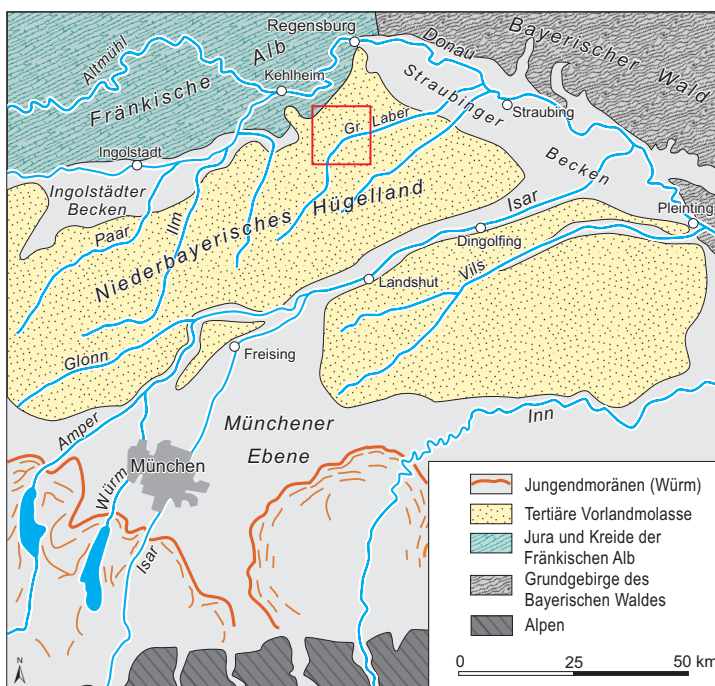 Regensburg
Donau
Bayerischer Wald
Altmühl
Fränkische Alb
Kehlheim
Straubinger Becken
Straubing
Gr. Laber
Ingolstadt
Ingolstädter
Becken
Paar
Ilm
Niederbayerisches Hügelland
Isar
Pleinting
Dingolfing
Landshut
Vils
Glonn
Freising
Amper
Münchener
Ebene
Inn
München
Würm
Isar
Jungendmoränen (Würm)
Tertiäre Vorlandmolasse
Jura und Kreide der
Fränkischen Alb
Grundgebirge des
Bayerischen Waldes
Alpen
N
0 25 50 km